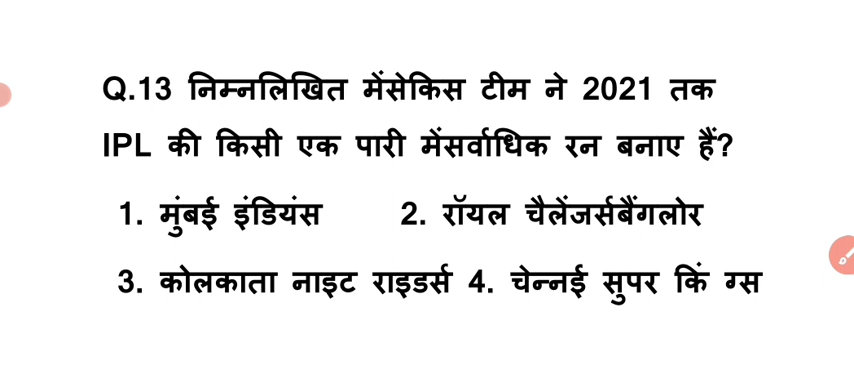 Q.13 निम्नलिखित मेंसेकिस टीम ने 2021 तक
IPL की किसी एक पारी मेंसर्वाधिक रन बनाए हैं?
1. मुंबई इंडियंस 2. रॉयल चैलेंजर्सबैंगलोर
3. कोलकाता नाइट राइडर्स 4. चेन्नई सुपर किं ग्स